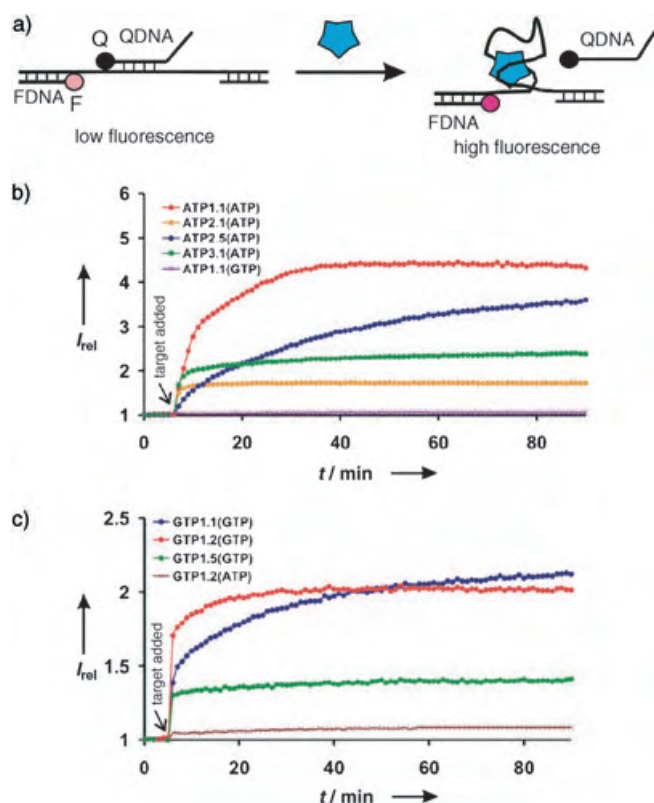 a)
Q
QDNA
FDNA
F
low fluorescence
QDNA
FDNA
high fluorescence
b)
6
5
4
3
2
1
I rel
ATP1.1(ATP)
ATP2.1(ATP)
ATP2.5(ATP)
ATP3.1(ATP)
ATP1.1(GTP)
target added
0
20
40
60
80
t / min
c)
2.5
2
1.5
1
I rel
GTP1.1(GTP)
GTP1.2(GTP)
GTP1.5(GTP)
GTP1.2(ATP)
target added
0
20
40
60
80
t / min